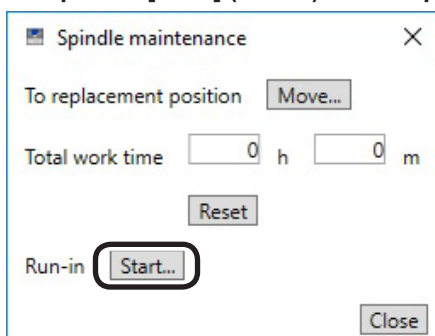 Spindle maintenance
To replacement position Move...
Total work time 0 h 0 m
Reset
Run-in Start...
Close